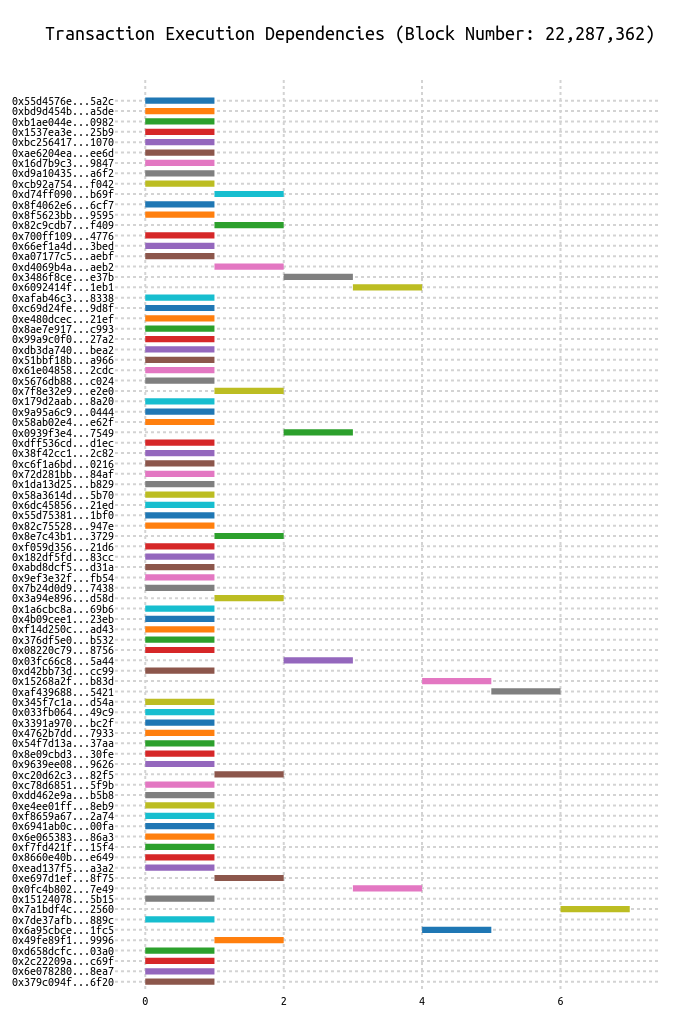 Transaction Execution Dependencies (Block Number: 22,287,362)
0x55d4576e...5a2c
0xbd9d454b...a5de
0xb1ae044e...0982
0x1537ea3e...25b9
0xbc256417...1070
0xae6204ea...ee6d
0x16d7b9c3...9847
0xd9a10435...a6f2
0xcb92a754...f042
0xd74ff090...b69f
0x8f4062e6...6cf7
0x8f5623bb...9595
0x82c9cdb7...f409
0x700ff109...4776
0x66ef1a4d...3bed
0xa07177c5...aebf
0xd4069b4a...aeb2
0x3486f8ce...e37b
0x6092414f...1eb1
0xafab46c3...8338
0xc69d24fe...9d8f
0xe480dcec...21ef
0x8ae7e917...c993
0x99a9c0f0...27a2
0xdb3da740...bea2
0x51bbf18b...a966
0x61e04858...2cdc
0x5676db88...c024
0x7f8e32e9...e2e0
0x179d2aab...8a20
0x9a95a6c9...0444
0x58ab02e4...e62f
0x0939f3e4...7549
0xdff536cd...d1ec
0x38f42cc1...2c82
0xc6f1a6bd...0216
0x72d281bb...84af
0x1da13d25...b829
0x58a3614d...5b70
0x6dc45856...21ed
0x55d75381...1bf0
0x82c75528...947e
0x8e7c43b1...3729
0xf059d356...21d6
0x182df5fd...83cc
0xabd8dcf5...d31a
0x9ef3e32f...fb54
0x7b24d0d9...7438
0x3a94e896...d58d
0x1a6cbc8a...69b6
0x4b09cee1...23eb
0xf14d250c...ad43
0x376df5e0...b532
0x08220c79...8756
0x03fc66c8...5a44
0xd42bb73d...cc99
0x15268a2f...b83d
0xaf439688...5421
0x345f7c1a...d54a
0x033fb064...49c9
0x3391a970...bc2f
0x4762b7dd...7933
0x54f7d13a...37aa
0x8e09cbd3...30fe
0x9639ee08...9626
0xc20d62c3...82f5
0xc78d6851...5f9b
0xdd462e9a...b5b8
0xe4ee01ff...8eb9
0xf8659a67...2a74
0x6941ab0c...00fa
0x6e065383...86a3
0xf7fd421f...15f4
0x8660e40b...e649
0xead137f5...a3a2
0xe697d1ef...8f75
0x0fc4b802...7e49
0x15124078...5b15
0x7a1bdf4c...2560
0x7de37afb...889c
0x6a95cbce...1fc5
0x49fe89f1...9996
0xd658dcfc...03a0
0x2c22209a...c69f
0x6e078280...8ea7
0x379c094f...6f20
0 2 4 6